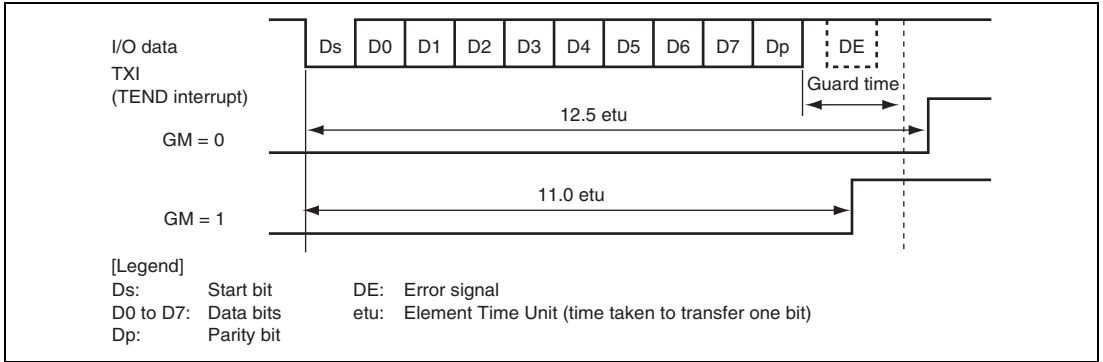 I/O data
Ds D0 D1 D2 D3 D4 D5 D6 D7 Dp DE
TXI
(TEND interrupt)
Guard time
12.5 etu
GM = 0
11.0 etu
GM = 1
[Legend]
Ds: Start bit DE: Error signal
D0 to D7: Data bits etu: Element Time Unit (time taken to transfer one bit)
Dp: Parity bit